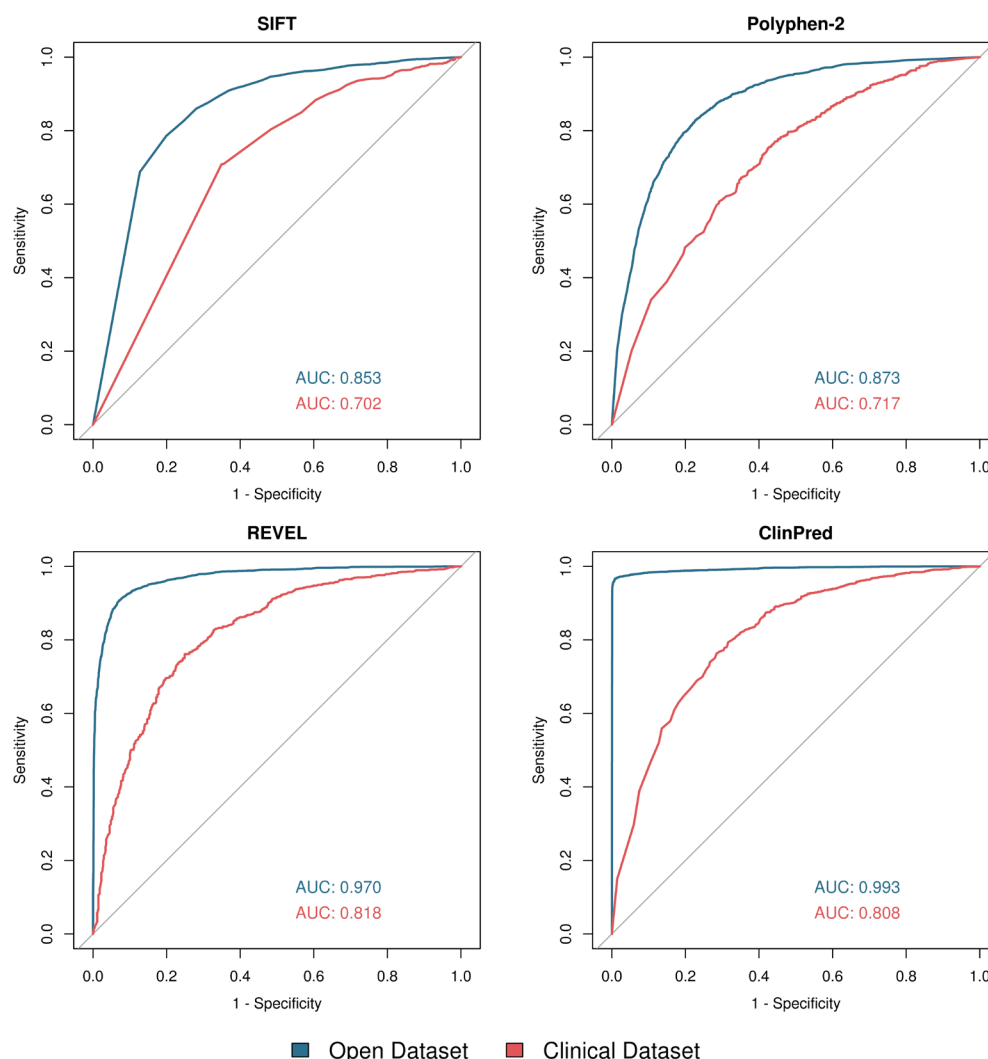 SIFT
Sensitivity
1.0
0.8
0.6
0.4
0.2
0.0
AUC: 0.853
AUC: 0.702
0.0 0.2 0.4 0.6 0.8 1.0
1 - Specificity
Polyphen-2
Sensitivity
1.0
0.8
0.6
0.4
0.2
0.0
AUC: 0.873
AUC: 0.717
0.0 0.2 0.4 0.6 0.8 1.0
1 - Specificity
REVEL
Sensitivity
1.0
0.8
0.6
0.4
0.2
0.0
AUC: 0.970
AUC: 0.818
0.0 0.2 0.4 0.6 0.8 1.0
1 - Specificity
ClinPred
Sensitivity
1.0
0.8
0.6
0.4
0.2
0.0
AUC: 0.993
AUC: 0.808
0.0 0.2 0.4 0.6 0.8 1.0
1 - Specificity
Open Dataset Clinical Dataset